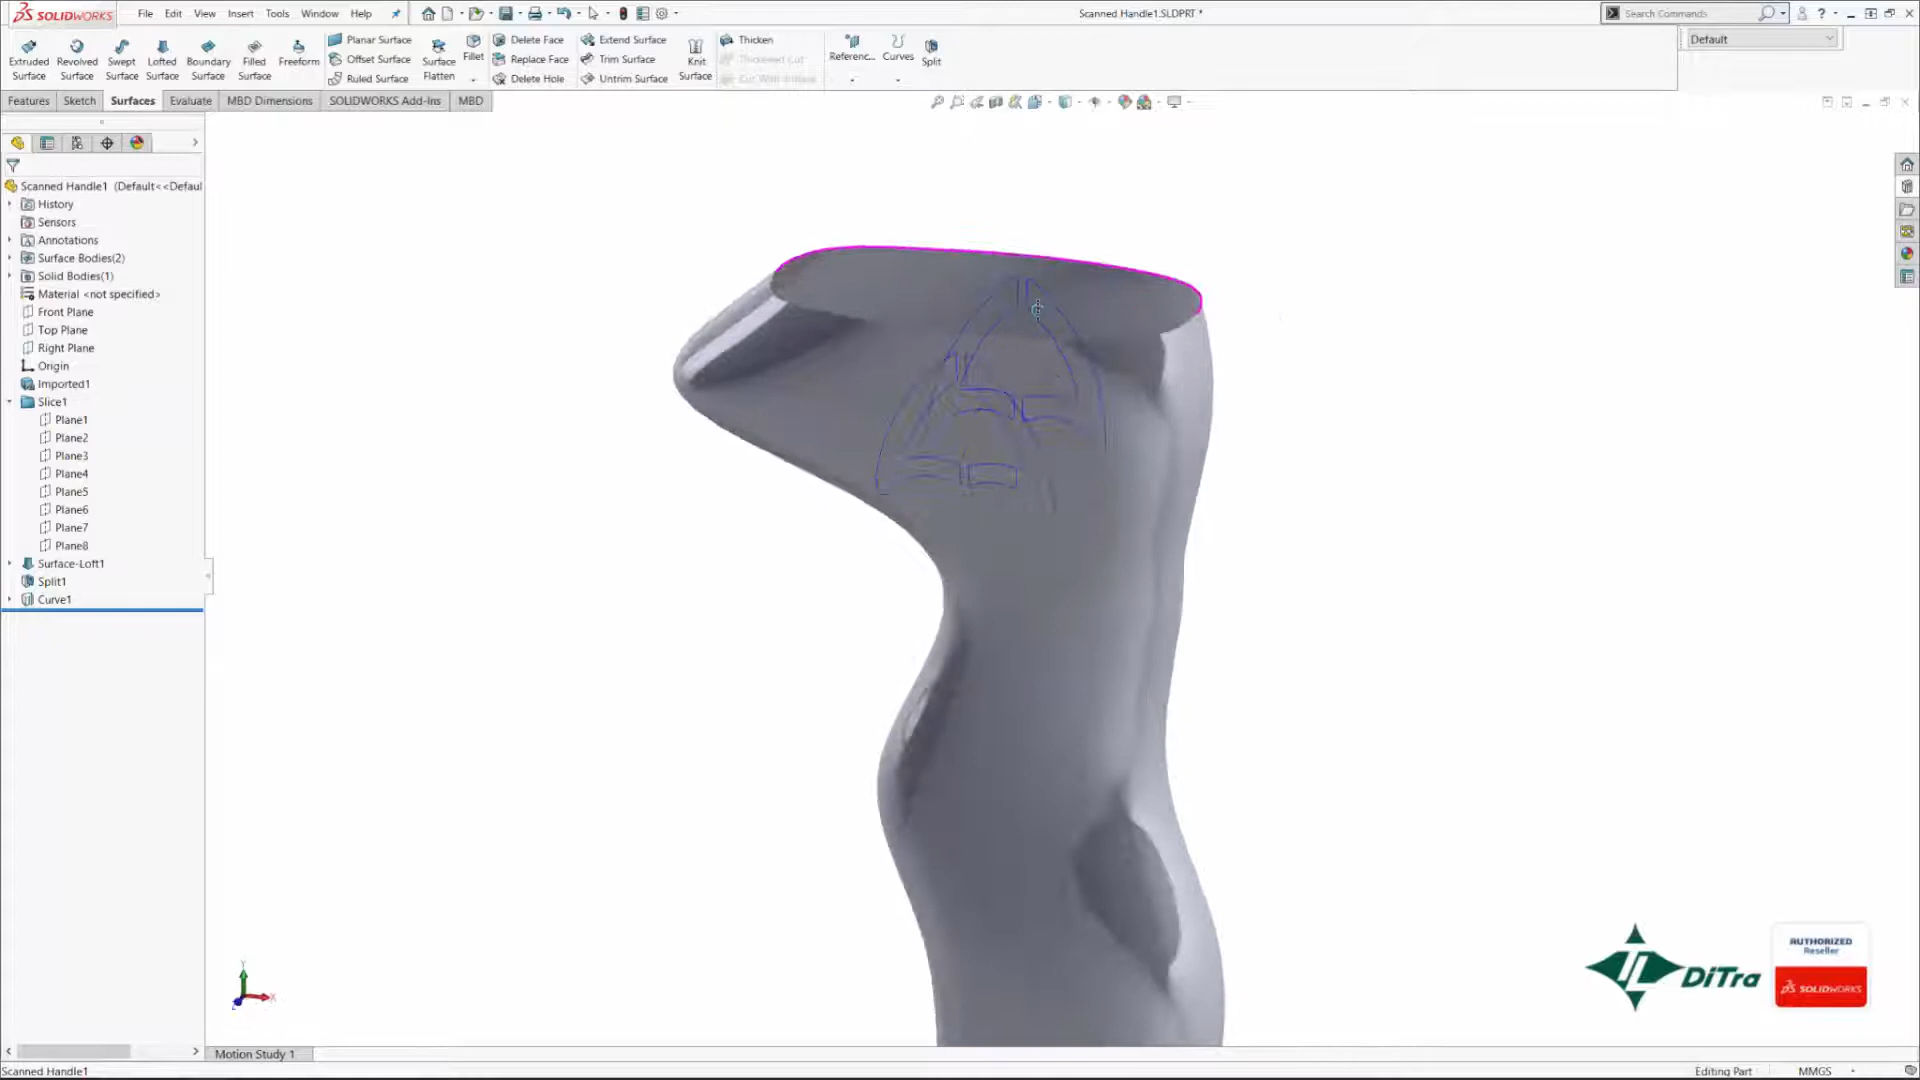 SOLIDWORKS File Edit View Insert Tools Window Help Scanned Handle1.SLDPRT * Search Commands
Extruded Surface
Revolved Surface
Swept Surface
Lofted Surface
Boundary Surface
Filled Surface
Freeform
Planar Surface
Offset Surface
Ruled Surface
Surface Flatten
Fillet
Delete Face
Replace Face
Delete Hole
Extend Surface
Trim Surface
Untrim Surface
Knit Surface
Thicken
Thickened Cut
Cut With Surface
Referenc...
Curves
Split
Default
Features Sketch Surfaces Evaluate MBD Dimensions SOLIDWORKS Add-Ins MBD
Scanned Handle1 (Default<<Defaul
History
Sensors
Annotations
Surface Bodies(2)
Solid Bodies(1)
Material <not specified>
Front Plane
Top Plane
Right Plane
Origin
Imported1
Slice1
Plane1
Plane2
Plane3
Plane4
Plane5
Plane6
Plane7
Plane8
Surface-Loft1
Split1
Curve1
Y
X
DiTra
AUTHORIZED
Reseller
SOLIDWORKS
Motion Study 1
Scanned Handle1 Editing Part MMGS